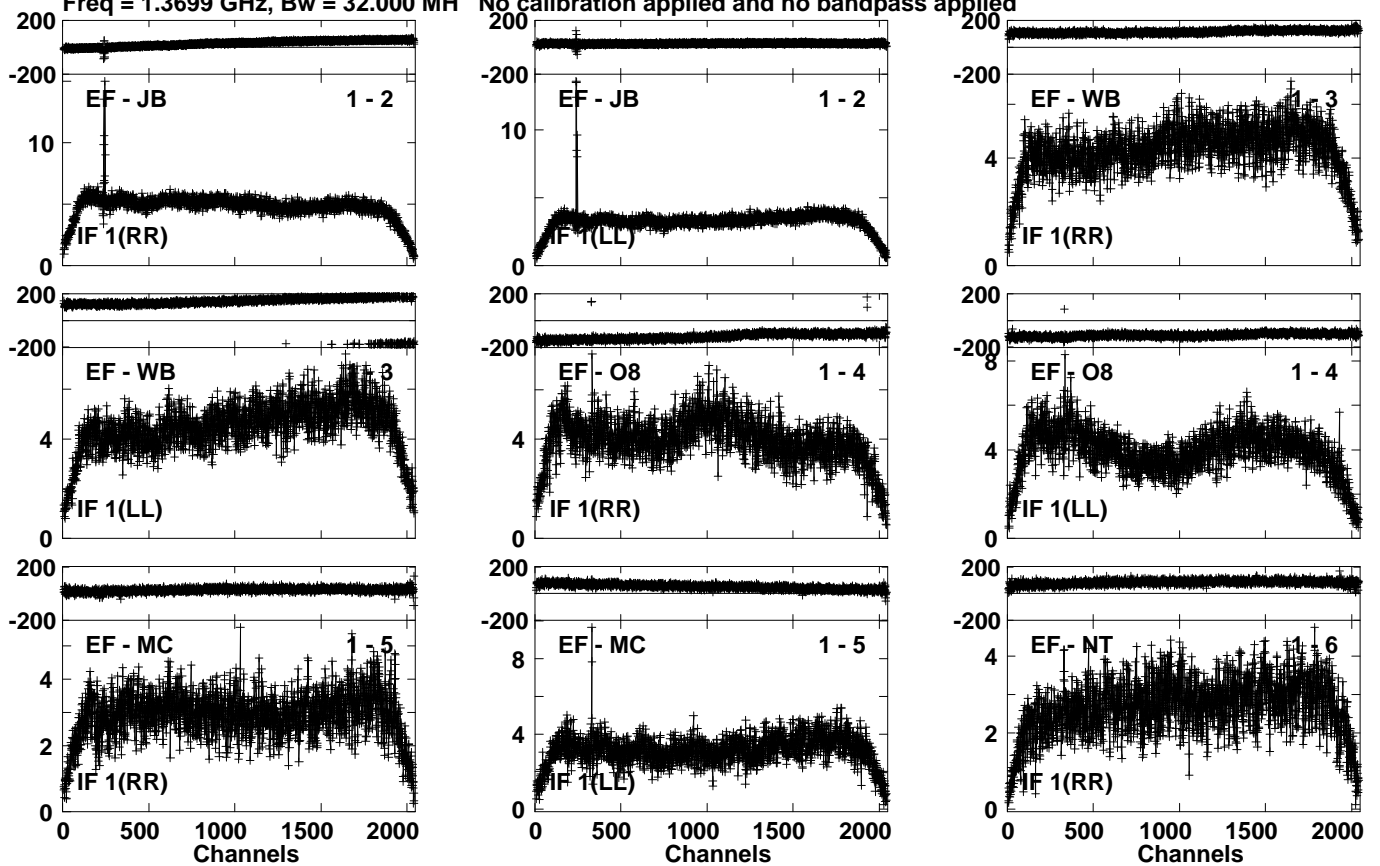 Freq = 1.3699 GHz, Bw = 32.000 MH No calibration applied and no bandpass applied
200 200 200
-200 -200
EF - JB 1 - 2 EF - JB 1 - 2 EF - WB 1 - 3
10 10 4
IF 1(RR) IF 1(LL) IF 1(RR)
0 0 0
200 200 200
-200 -200 -200
EF - WB 3 EF - O8 1 - 4 EF - O8 1 - 4
8
4 4 4
IF 1(LL) IF 1(RR) IF 1(LL)
0 0 0
200 200 200
-200 -200 -200
EF - MC 1 - 5 EF - MC 1 - 5 EF - NT 1 - 6
4 8 4
2 4 2
IF 1(RR) IF 1(LL) IF 1(RR)
0 0 0
0 500 1000 1500 2000 0 500 1000 1500 2000 0 500 1000 1500 2000
Channels Channels Channels